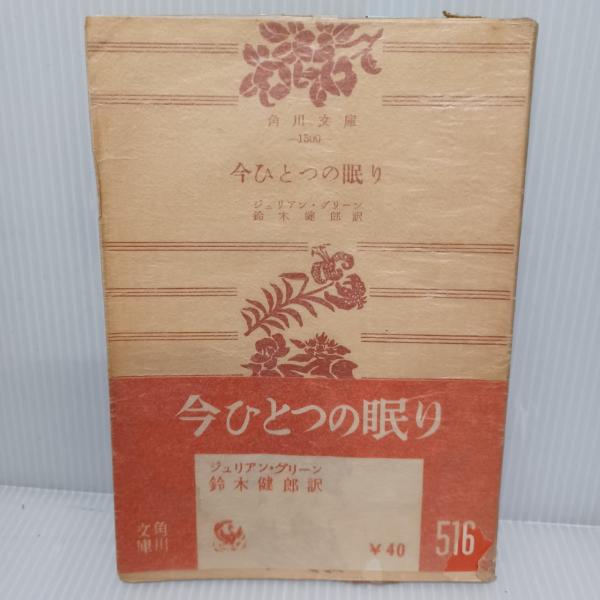 角川文庫
—1300—
今ひとつの眠り
ジュリアン・グリーン
鈴木健郎訳
今ひとつの眠り
ジュリアン・グリーン
鈴木健郎訳
角川
文庫
¥40
516